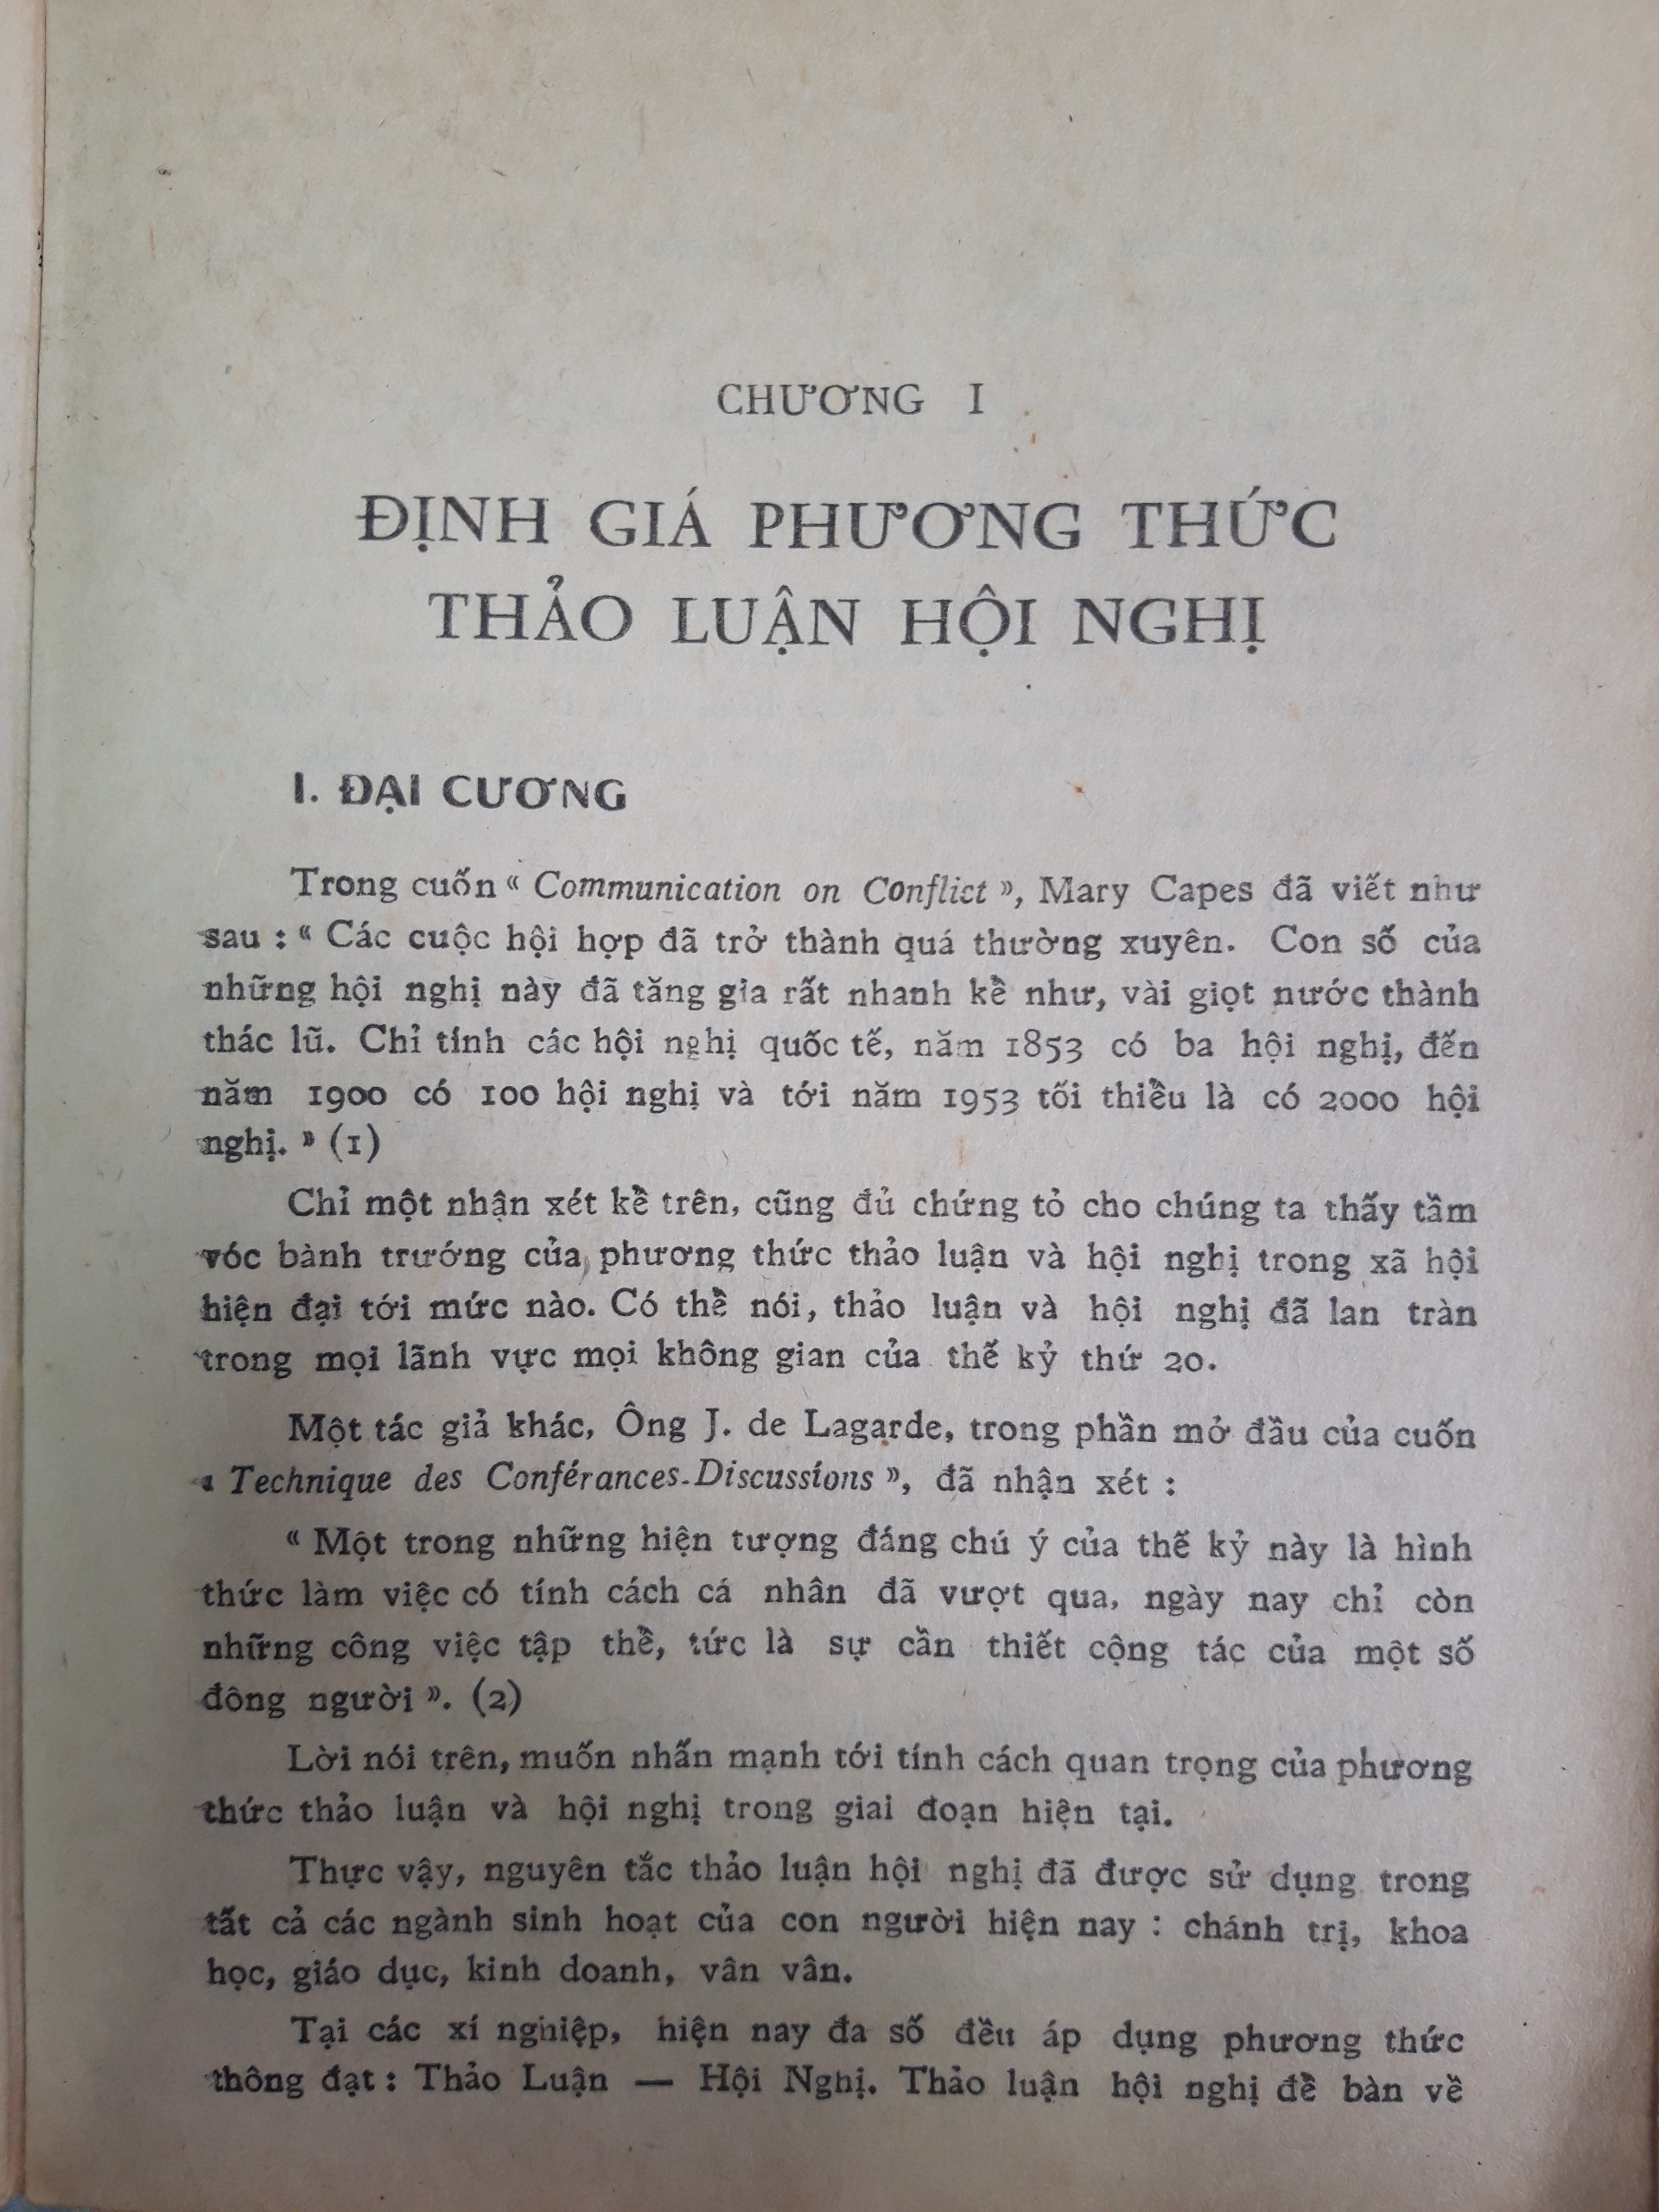 CHƯƠNG I
ĐỊNH GIÁ PHƯƠNG THỨC
THẢO LUẬN HỘI NGHỊ
I. ĐẠI CƯƠNG
Trong cuốn « Communication on Conflict », Mary Capes đã viết như
sau : « Các cuộc hội hợp đã trở thành quá thường xuyên. Con số của
những hội nghị này đã tăng gia rất nhanh kể như, vài giọt nước thành
thác lũ. Chỉ tính các hội nghị quốc tế, năm 1853 có ba hội nghị, đến
năm 1900 có 100 hội nghị và tới năm 1953 tối thiểu là có 2000 hội
nghị. » (1)
Chỉ một nhận xét kể trên, cũng đủ chứng tỏ cho chúng ta thấy tầm
vóc bành trướng của phương thức thảo luận và hội nghị trong xã hội
hiện đại tới mức nào. Có thể nói, thảo luận và hội nghị đã lan tràn
trong mọi lãnh vực mọi không gian của thế kỷ thứ 20.
Một tác giả khác, Ông J. de Lagarde, trong phần mở đầu của cuốn
« Technique des Conférances-Discussions », đã nhận xét :
« Một trong những hiện tượng đáng chú ý của thế kỷ này là hình
thức làm việc có tính cách cá nhân đã vượt qua, ngày nay chỉ còn
những công việc tập thể, tức là sự cần thiết cộng tác của một số
đông người ». (2)
Lời nói trên, muốn nhấn mạnh tới tính cách quan trọng của phương
thức thảo luận và hội nghị trong giai đoạn hiện tại.
Thực vậy, nguyên tắc thảo luận hội nghị đã được sử dụng trong
tất cả các ngành sinh hoạt của con người hiện nay : chánh trị, khoa
học, giáo dục, kinh doanh, vân vân.
Tại các xí nghiệp, hiện nay đa số đều áp dụng phương thức
thông đạt : Thảo Luận — Hội Nghị. Thảo luận hội nghị để bàn về